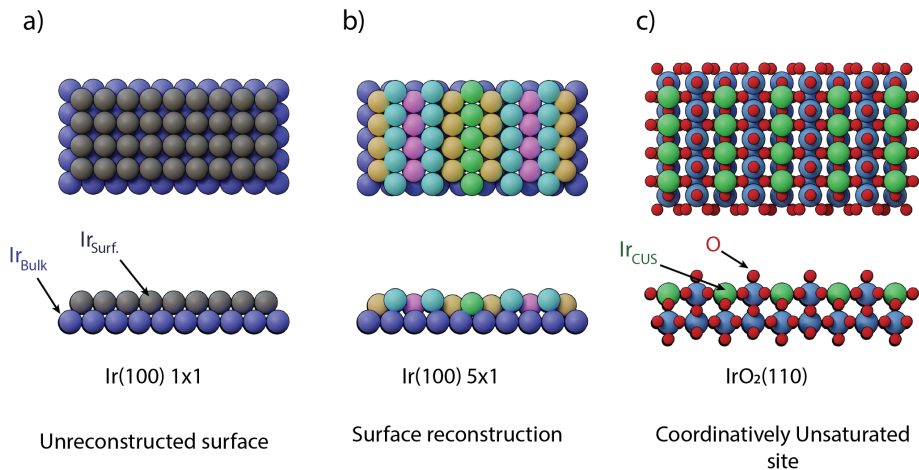 a)
b)
c)
Ir_Bulk
Ir_Surf.
Ir_CUS
O
Ir(100) 1x1
Ir(100) 5x1
IrO₂(110)
Unreconstructed surface
Surface reconstruction
Coordinatively Unsaturated
site